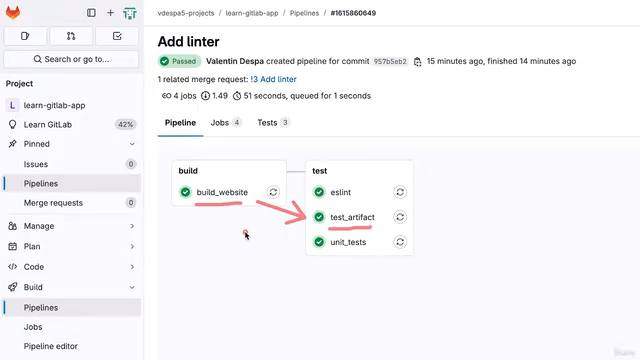 vdespa5-projects / learn-gitlab-app / Pipelines / #1615860649
Search or go to...
Project
L learn-gitlab-app
Learn GitLab 42%
Pinned
Issues 0
Pipelines
Merge requests 0
Manage
Plan
Code
Build
Pipelines
Jobs
Pipeline editor
Add linter
Passed Valentin Despa created pipeline for commit 957b5eb2 15 minutes ago, finished 14 minutes ago
1 related merge request: !3 Add linter
4 jobs 1.49 51 seconds, queued for 1 seconds
Pipeline Jobs 4 Tests 3
build
build_website
test
eslint
test_artifact
unit_tests